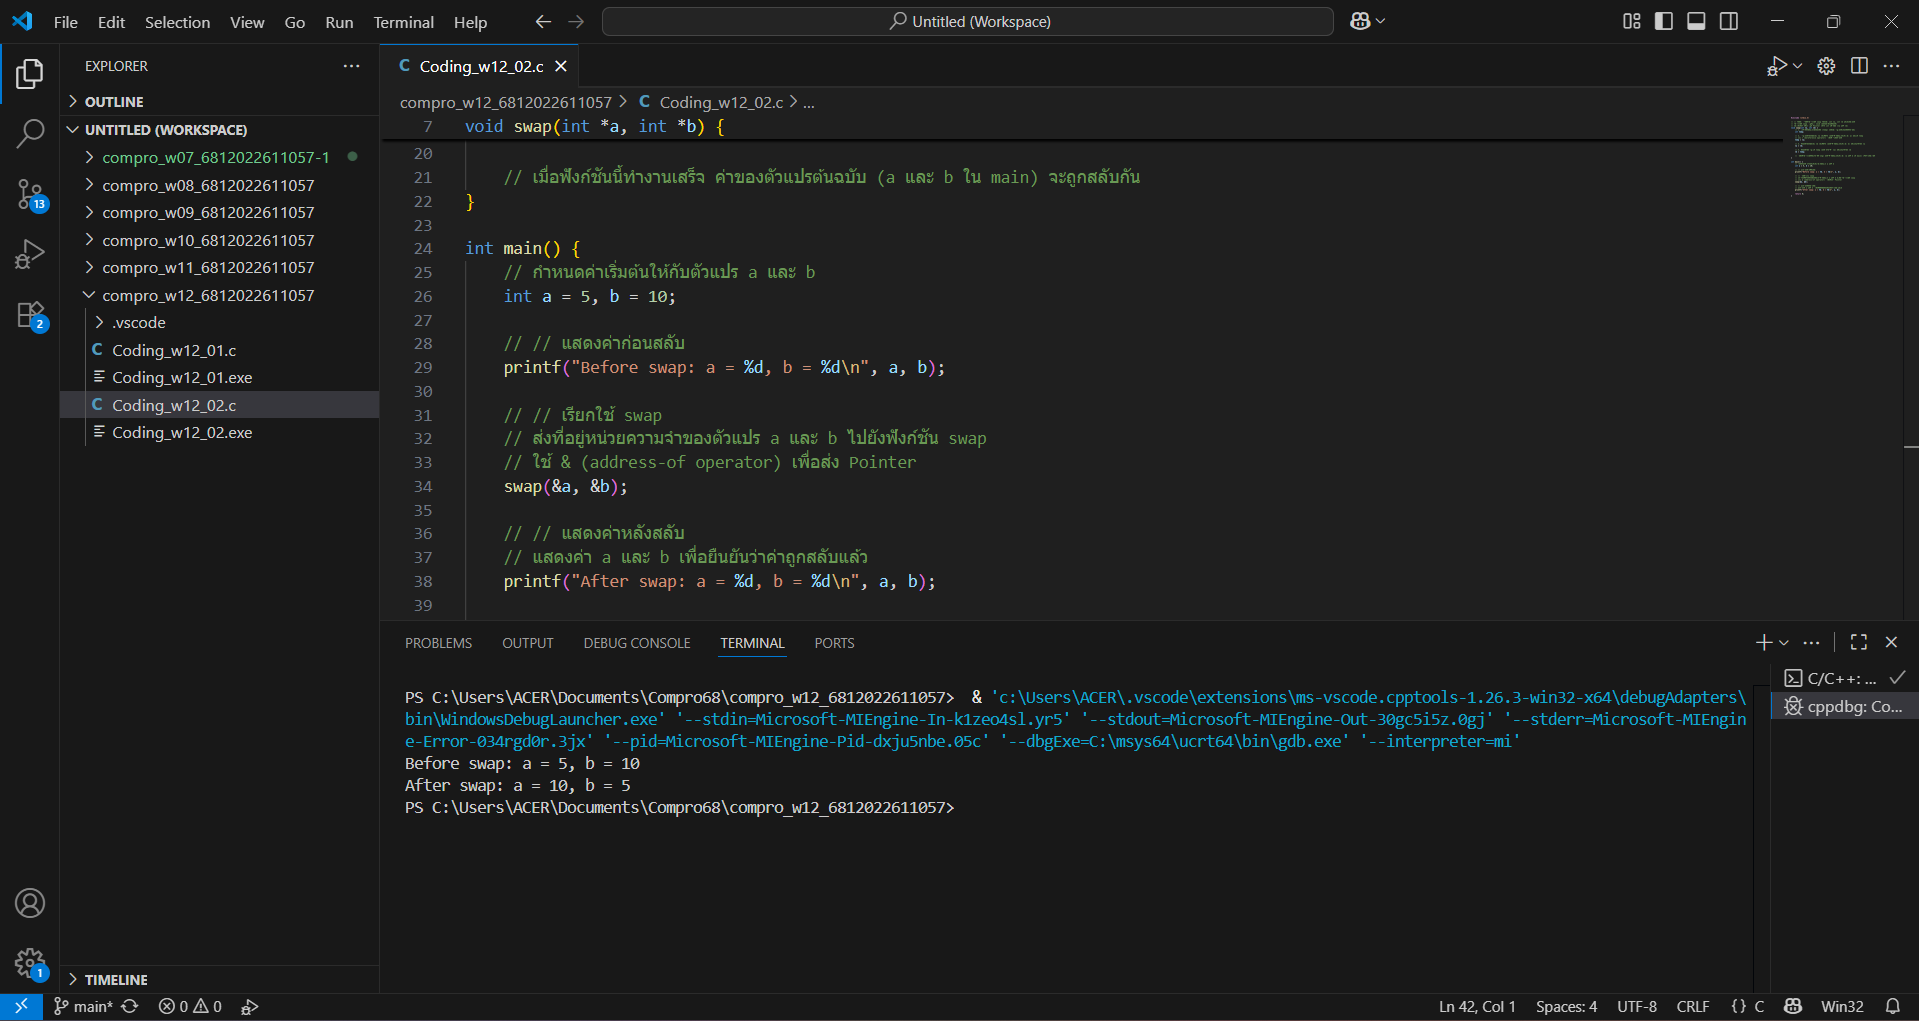 File Edit Selection View Go Run Terminal Help
Untitled (Workspace)
EXPLORER
OUTLINE
UNTITLED (WORKSPACE)
compro_w07_6812022611057-1
compro_w08_6812022611057
compro_w09_6812022611057
compro_w10_6812022611057
compro_w11_6812022611057
compro_w12_6812022611057
.vscode
C Coding_w12_01.c
Coding_w12_01.exe
C Coding_w12_02.c
Coding_w12_02.exe
TIMELINE
13
2
1
C Coding_w12_02.c
compro_w12_6812022611057 > C Coding_w12_02.c > ...
7 void swap(int *a, int *b) {
20
21 // เมื่อฟังก์ชันนี้ทำงานเสร็จ ค่าของตัวแปรต้นฉบับ (a และ b ใน main) จะถูกสลับกัน
22 }
23
24 int main() {
25 // กำหนดค่าเริ่มต้นให้กับตัวแปร a และ b
26 int a = 5, b = 10;
27
28 // // แสดงค่าก่อนสลับ
29 printf("Before swap: a = %d, b = %d\n", a, b);
30
31 // // เรียกใช้ swap
32 // ส่งที่อยู่หน่วยความจำของตัวแปร a และ b ไปยังฟังก์ชัน swap
33 // ใช้ & (address-of operator) เพื่อส่ง Pointer
34 swap(&a, &b);
35
36 // // แสดงค่าหลังสลับ
37 // แสดงค่า a และ b เพื่อยืนยันว่าค่าถูกสลับแล้ว
38 printf("After swap: a = %d, b = %d\n", a, b);
39
PROBLEMS OUTPUT DEBUG CONSOLE TERMINAL PORTS
PS C:\Users\ACER\Documents\Compro68\compro_w12_6812022611057> & 'c:\Users\ACER\.vscode\extensions\ms-vscode.cpptools-1.26.3-win32-x64\debugAdapters\
bin\WindowsDebugLauncher.exe' '--stdin=Microsoft-MIEngine-In-k1zeo4sl.yr5' '--stdout=Microsoft-MIEngine-Out-30gc5i5z.0gj' '--stderr=Microsoft-MIEngin
e-Error-034rgd0r.3jx' '--pid=Microsoft-MIEngine-Pid-dxju5nbe.05c' '--dbgExe=C:\msys64\ucrt64\bin\gdb.exe' '--interpreter=mi'
Before swap: a = 5, b = 10
After swap: a = 10, b = 5
PS C:\Users\ACER\Documents\Compro68\compro_w12_6812022611057>
C/C++: ...
cppdbg: Co...
main* 0 0
Ln 42, Col 1 Spaces: 4 UTF-8 CRLF {} C Win32